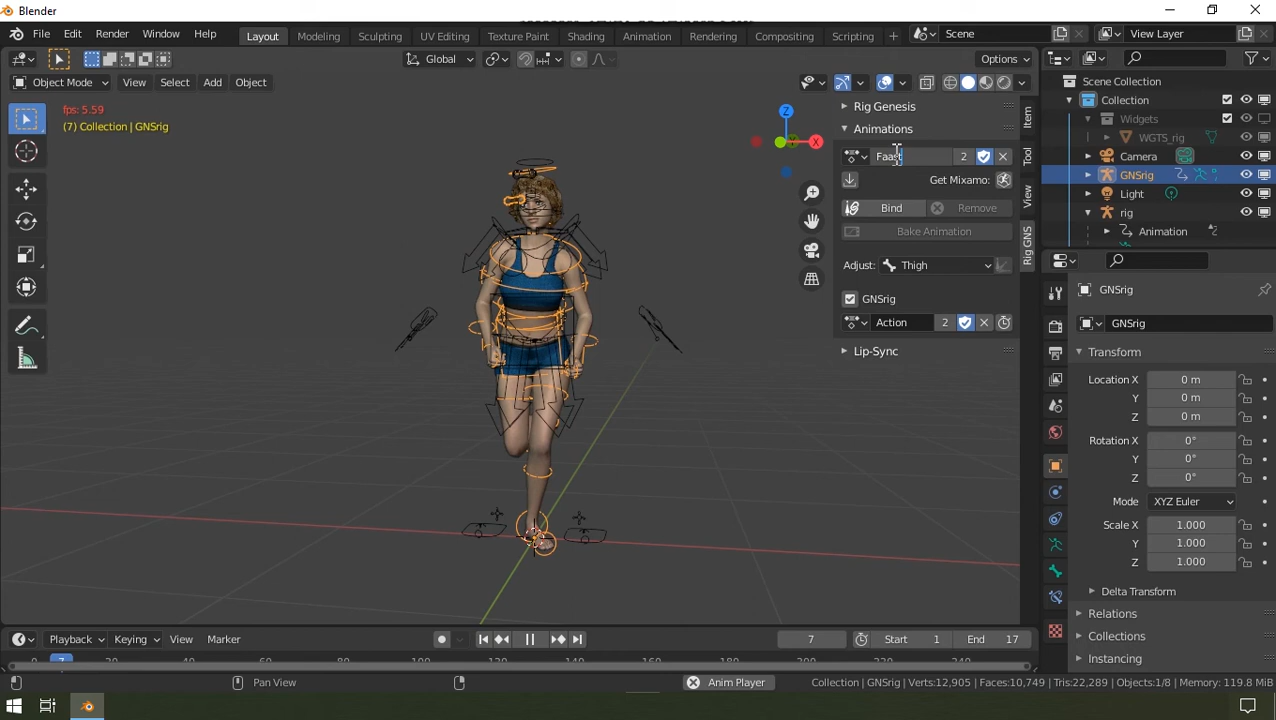 Blender
File Edit Render Window Help Layout Modeling Sculpting UV Editing Texture Paint Shading Animation Rendering Compositing Scripting + Scene View Layer
Global Options
Object Mode View Select Add Object
fps: 5.59
(7) Collection | GNSrig
Z
X
Rig Genesis
Animations
Faast 2
Get Mixamo:
Bind Remove
Bake Animation
Adjust: Thigh
GNSrig
Action 2
Lip-Sync
Item
Tool
View
Rig GNS
Scene Collection
Collection
Widgets
WGTS_rig
Camera
GNSrig
Light
rig
Animation
GNSrig
GNSrig
Transform
Location X 0 m
Y 0 m
Z 0 m
Rotation X 0°
Y 0°
Z 0°
Mode XYZ Euler
Scale X 1.000
Y 1.000
Z 1.000
Delta Transform
Relations
Collections
Instancing
Playback Keying View Marker 7 Start 1 End 17
7
Pan View Anim Player Collection | GNSrig | Verts:12,905 | Faces:10,749 | Tris:22,289 | Objects:1/8 | Memory: 119.8 MiB